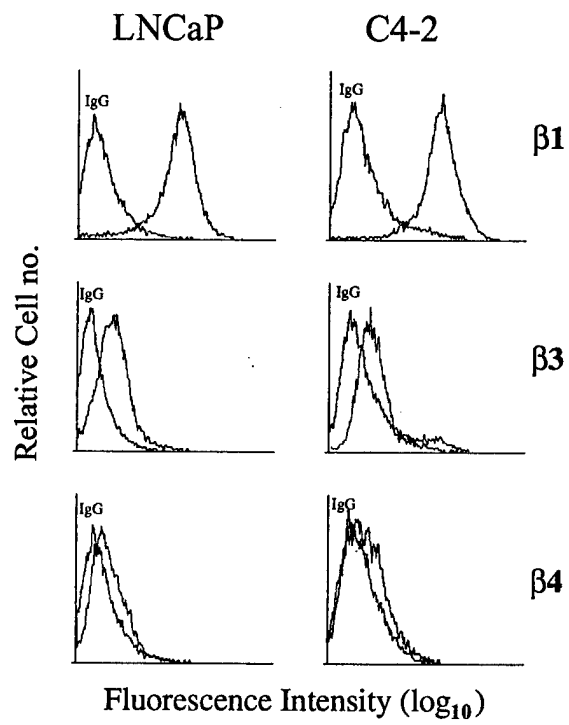 LNCaP C4-2
IgG IgG β1
IgG IgG β3
IgG IgG β4
Relative Cell no.
Fluorescence Intensity (log₁₀)